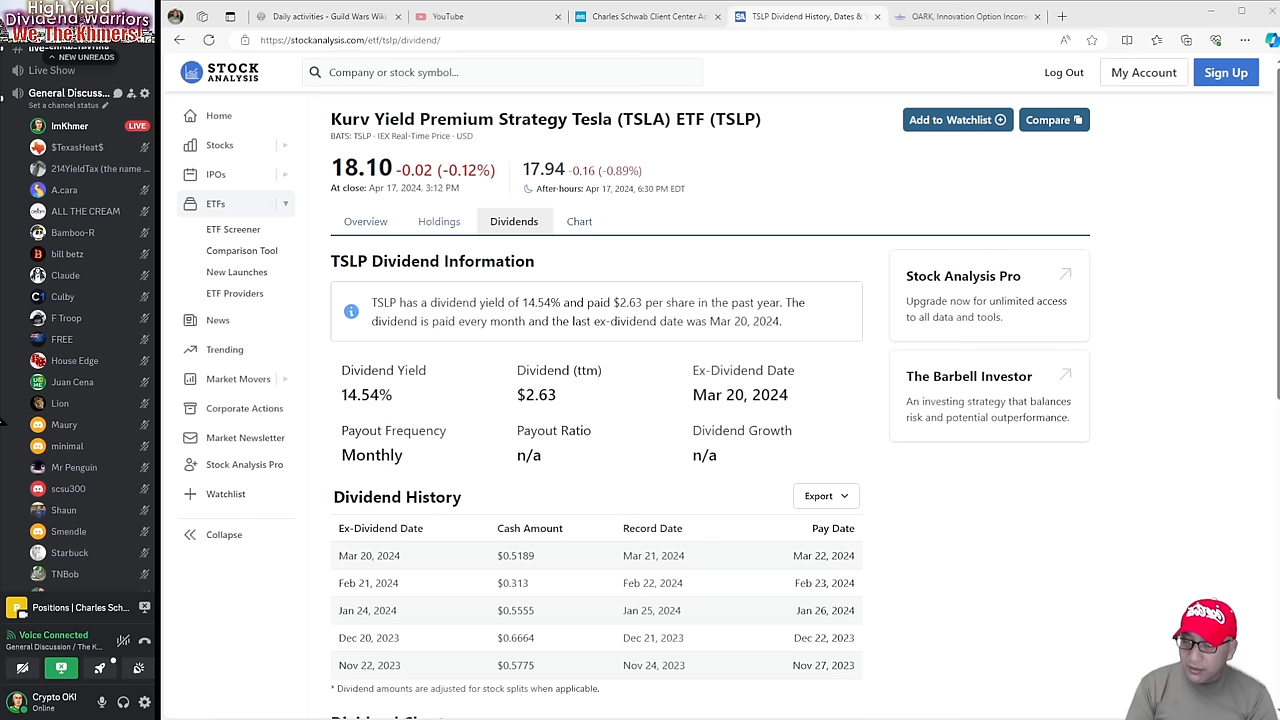 High Yield
Dividend Warriors
We The Khmers!
NEW UNREADS
Live Show
General Discuss...
Set a channel status
ImKhmer
LIVE
$TexasHeat$
214YieldTax (the name ...
A.cara
ALL THE CREAM
Bamboo-R
bill betz
Claude
Culby
F Troop
FREE
House Edge
Juan Cena
Lion
Maury
minimal
Mr Penguin
scsu300
Shaun
Smendle
Starbuck
TNBob
Positions | Charles Sch...
Voice Connected
General Discussion / The K...
Crypto OKI
Online
Daily activities - Guild Wars Wiki
YouTube
Charles Schwab Client Center Ac
TSLP Dividend History, Dates &
OARK, Innovation Option Incom
https://stockanalysis.com/etf/tslp/dividend/
STOCK
ANALYSIS
Company or stock symbol...
Log Out
My Account
Sign Up
Home
Stocks
IPOs
ETFs
ETF Screener
Comparison Tool
New Launches
ETF Providers
News
Trending
Market Movers
Corporate Actions
Market Newsletter
Stock Analysis Pro
Watchlist
Collapse
Kurv Yield Premium Strategy Tesla (TSLA) ETF (TSLP)
BATS: TSLP · IEX Real-Time Price · USD
Add to Watchlist
Compare
18.10 -0.02 (-0.12%)
At close: Apr 17, 2024, 3:12 PM
17.94 -0.16 (-0.89%)
After-hours: Apr 17, 2024, 6:30 PM EDT
Overview
Holdings
Dividends
Chart
TSLP Dividend Information
TSLP has a dividend yield of 14.54% and paid $2.63 per share in the past year. The
dividend is paid every month and the last ex-dividend date was Mar 20, 2024.
Dividend Yield
14.54%
Dividend (ttm)
$2.63
Ex-Dividend Date
Mar 20, 2024
Payout Frequency
Monthly
Payout Ratio
n/a
Dividend Growth
n/a
Dividend History
Export
Ex-Dividend Date Cash Amount Record Date Pay Date
Mar 20, 2024 $0.5189 Mar 21, 2024 Mar 22, 2024
Feb 21, 2024 $0.313 Feb 22, 2024 Feb 23, 2024
Jan 24, 2024 $0.5555 Jan 25, 2024 Jan 26, 2024
Dec 20, 2023 $0.6664 Dec 21, 2023 Dec 22, 2023
Nov 22, 2023 $0.5775 Nov 24, 2023 Nov 27, 2023
* Dividend amounts are adjusted for stock splits when applicable.
Stock Analysis Pro
Upgrade now for unlimited access
to all data and tools.
The Barbell Investor
An investing strategy that balances
risk and potential outperformance.